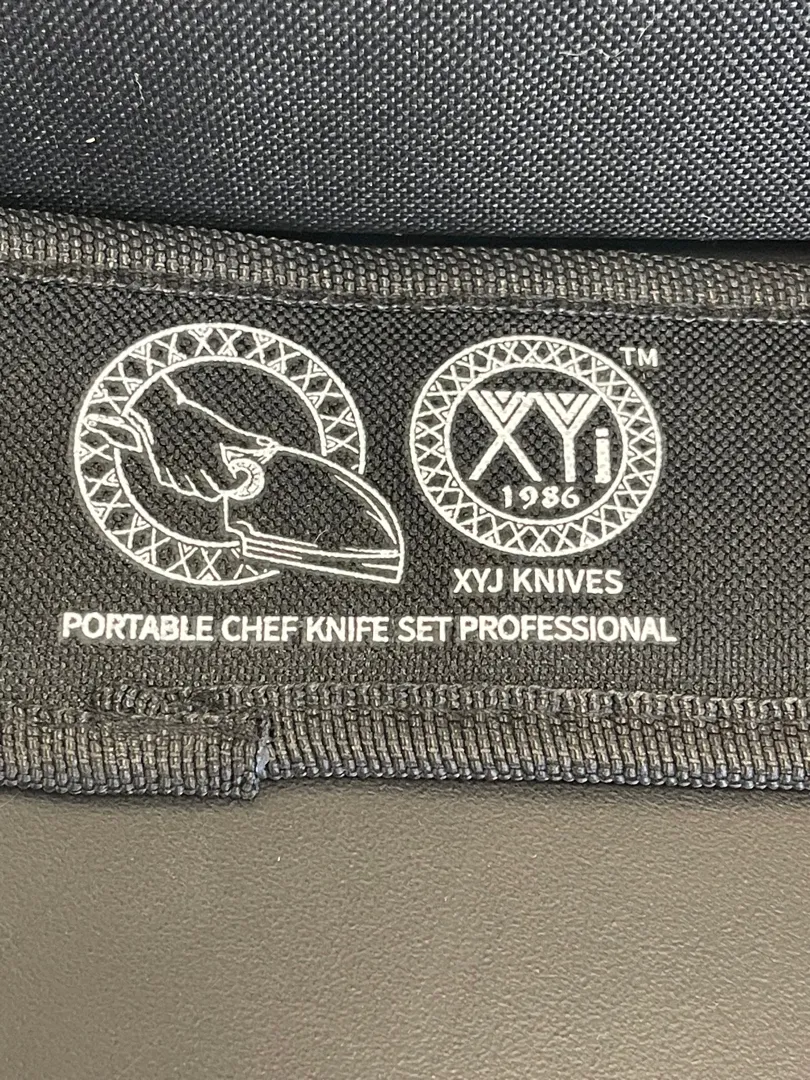 XYi
TM
1986
XYJ KNIVES
PORTABLE CHEF KNIFE SET PROFESSIONAL